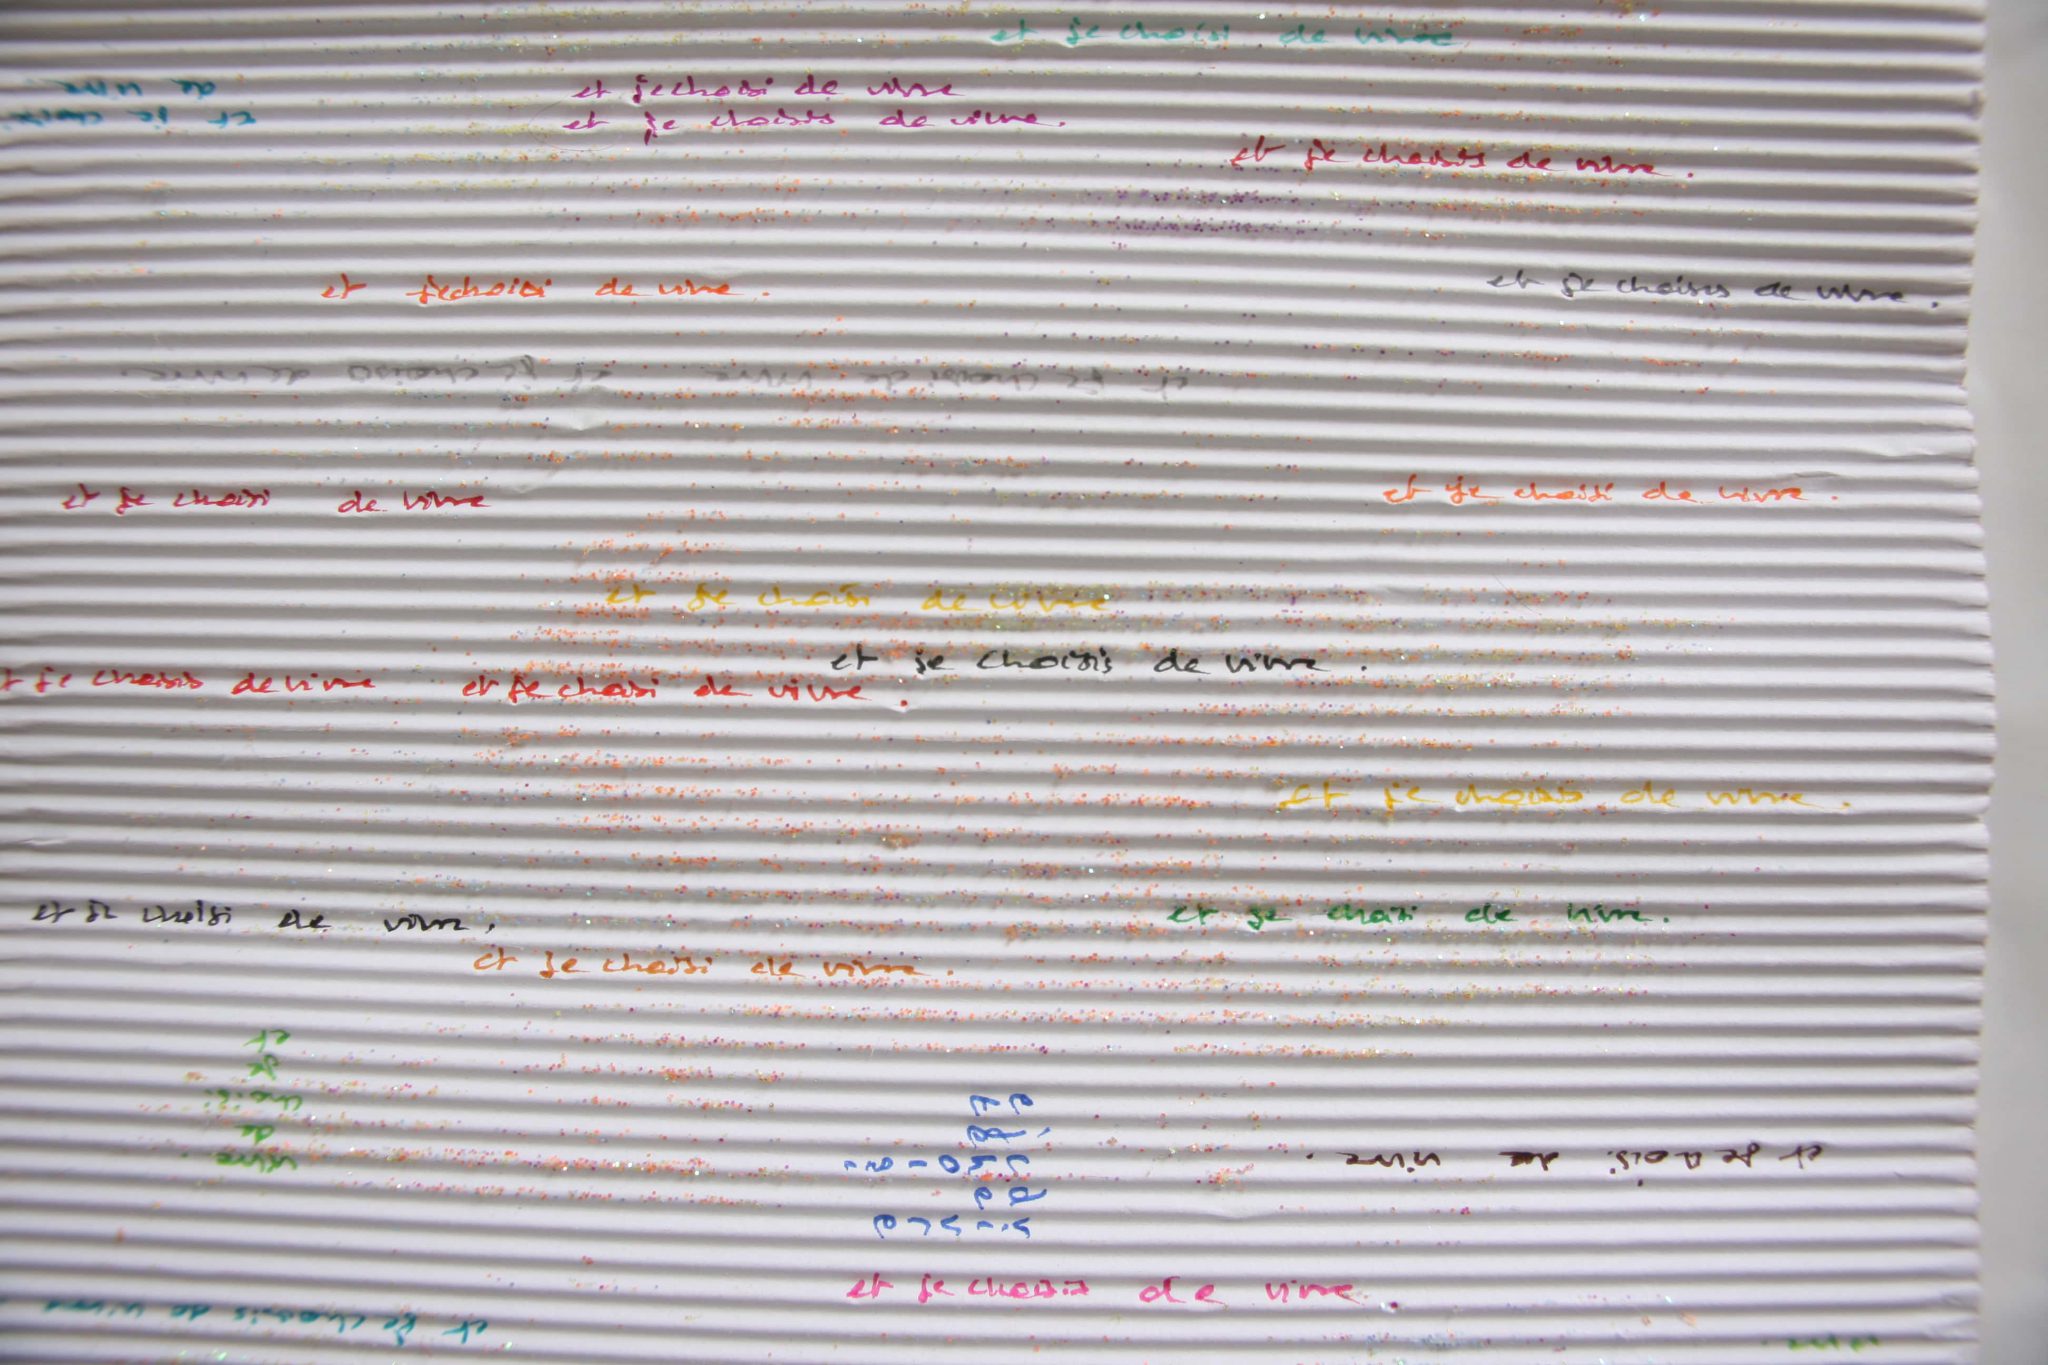 et je choisi de vivre
et je choisi de vivre
et je choisis de vivre.
et je choisi
de vivre
et je choisis de vivre.
et je choisi de vivre.
et je choisis de vivre.
et je choisi de vivre et je choisis de vivre.
et je choisi de vivre
et je choisi de vivre.
et je choisi de vivre
et je choisis de vivre.
et je choisis de vivre
et je choisi de vivre.
et je choisis de vivre.
et je choisi de vivre.
et je choisi de vivre.
et je choisi de vivre.
et
je
choisi
de
vivre.
et
de
vivre
et je de vivre.
et je choisis de vivre.
et je choisis de vivre
vivre.